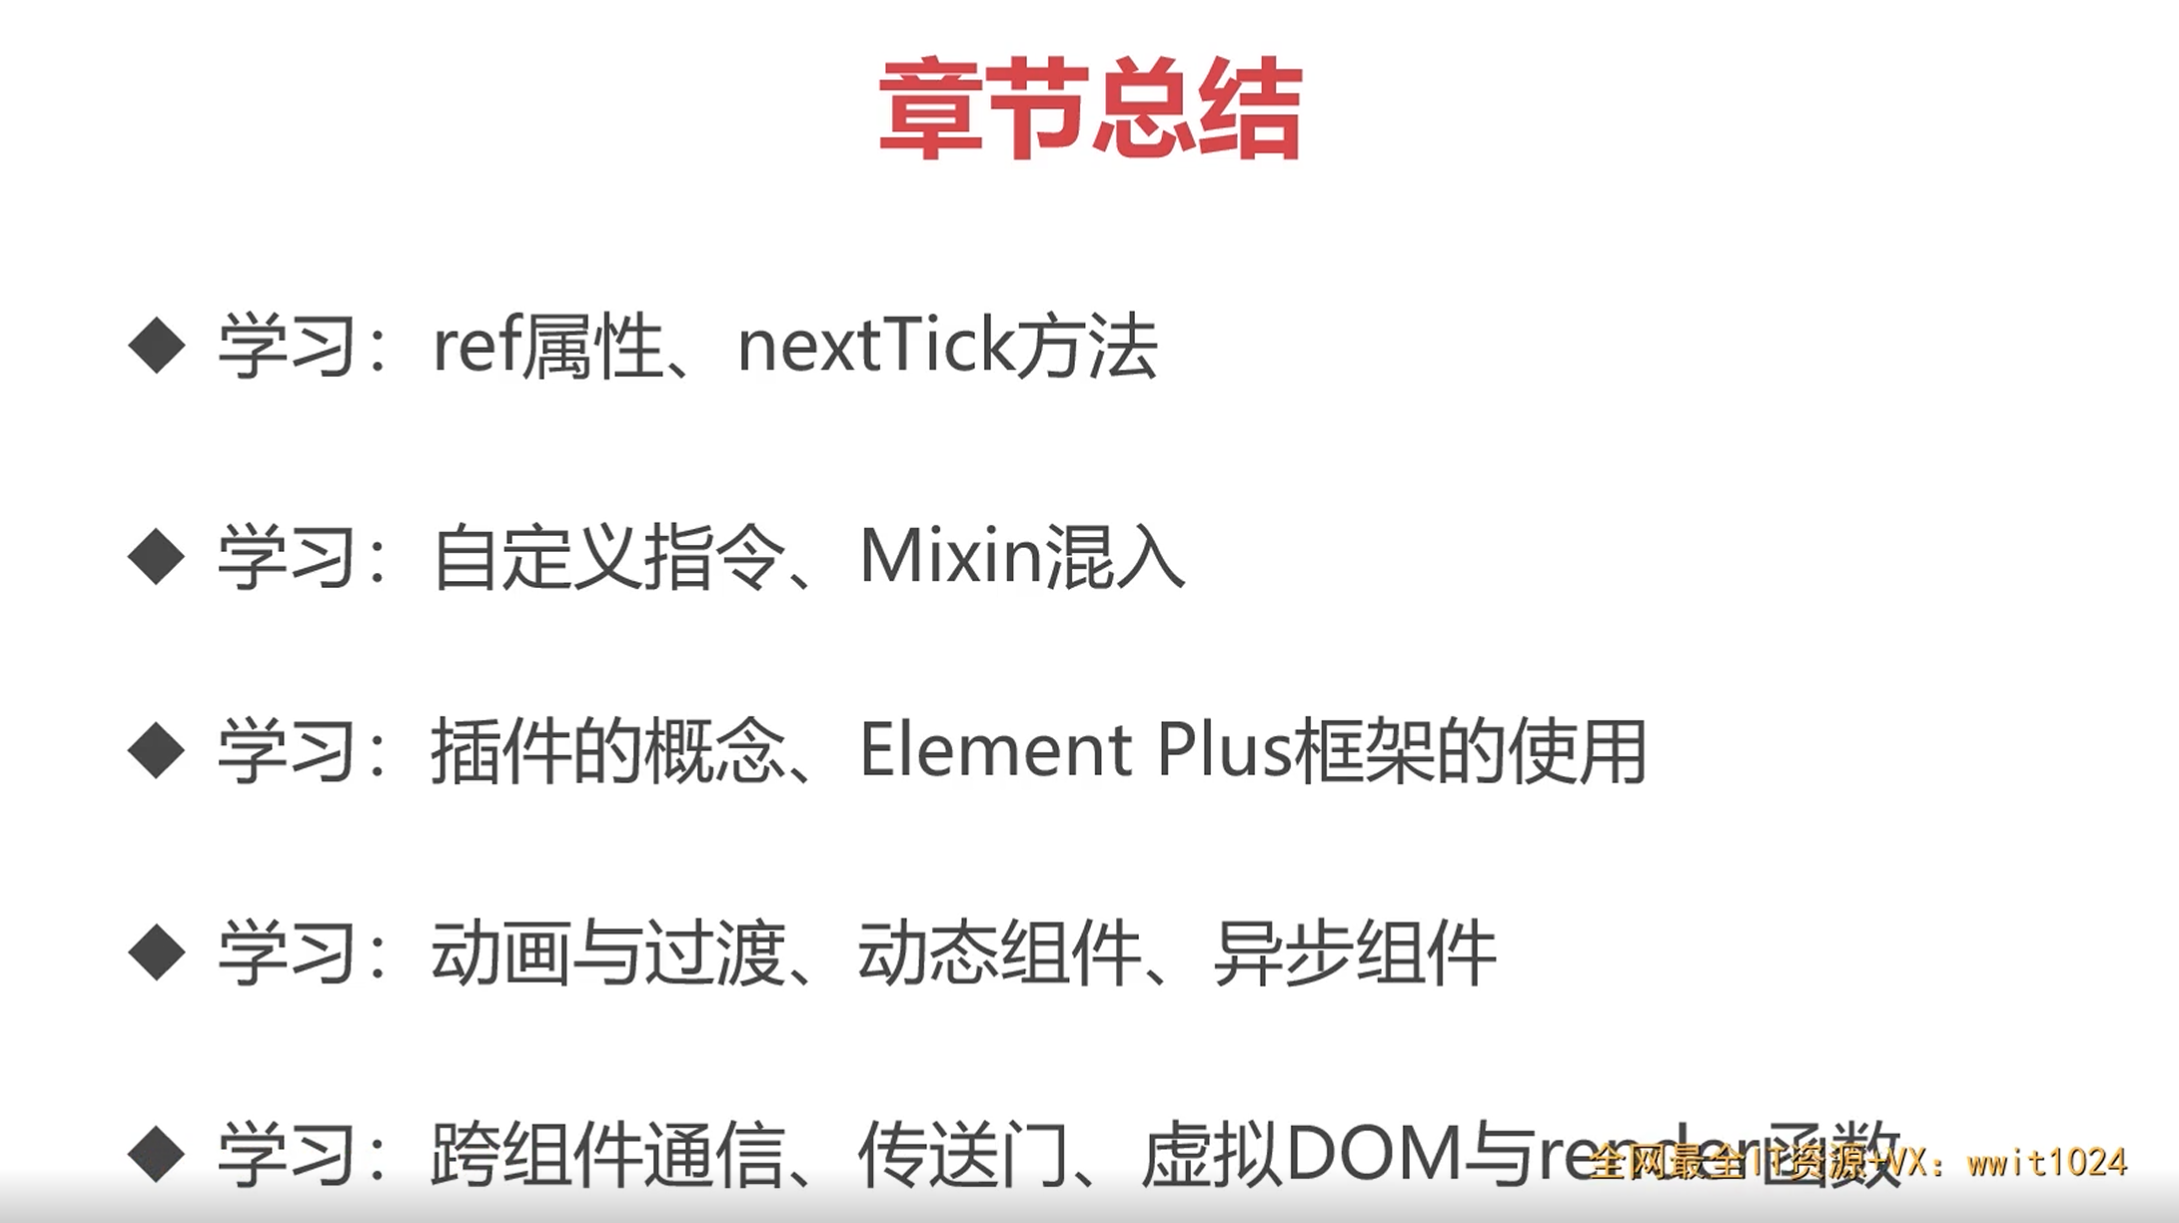 章节总结
◆ 学习：ref属性、nextTick方法
◆ 学习：自定义指令、Mixin混入
◆ 学习：插件的概念、Element Plus框架的使用
◆ 学习：动画与过渡、动态组件、异步组件
◆ 学习：跨组件通信、传送门、虚拟DOM与render函数
全网最全IT资源+VX：wwit1024